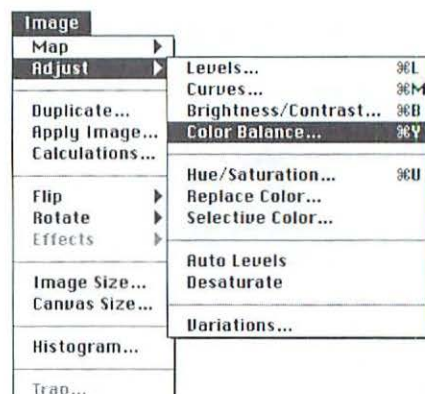 Image
Map
Adjust
Duplicate...
Apply Image...
Calculations...
Flip
Rotate
Effects
Image Size...
Canvas Size...
Histogram...
Trap...
Levels... ⌘L
Curves... ⌘M
Brightness/Contrast... ⌘B
Color Balance... ⌘Y
Hue/Saturation... ⌘U
Replace Color...
Selective Color...
Auto Levels
Desaturate
Variations...